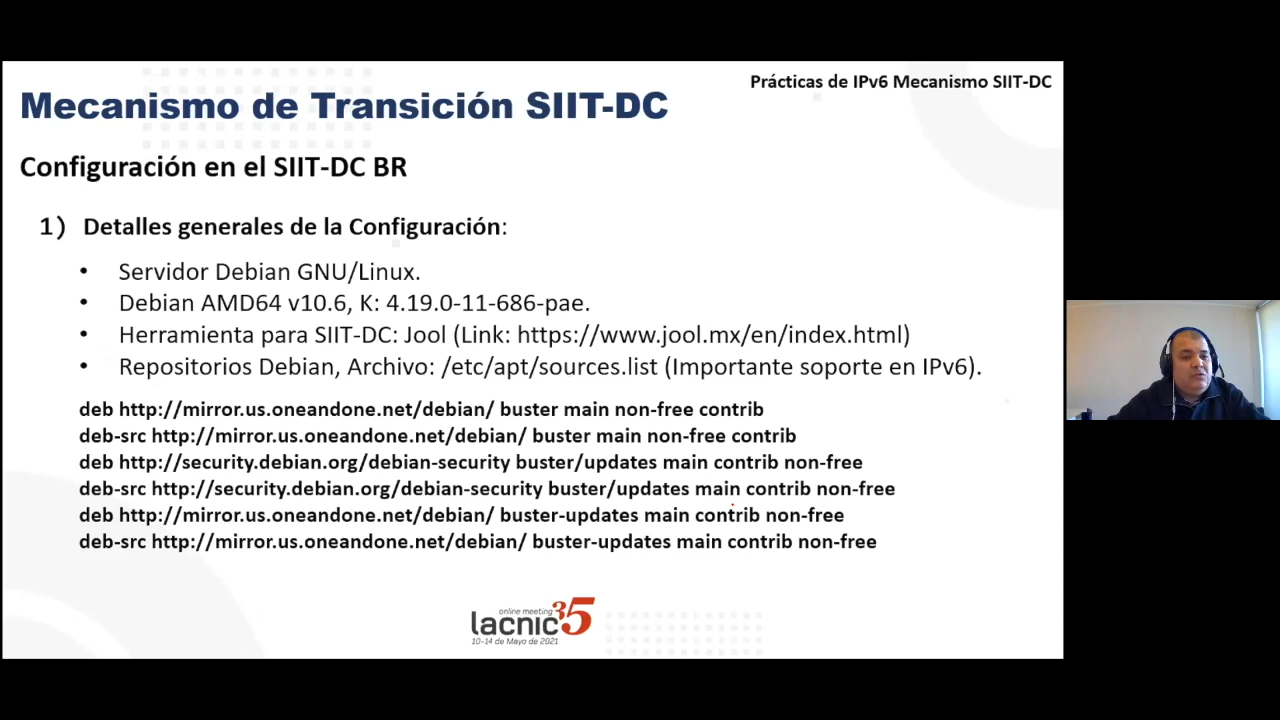 Prácticas de IPv6 Mecanismo SIIT-DC
Mecanismo de Transición SIIT-DC
Configuración en el SIIT-DC BR
1) Detalles generales de la Configuración:
• Servidor Debian GNU/Linux.
• Debian AMD64 v10.6, K: 4.19.0-11-686-pae.
• Herramienta para SIIT-DC: Jool (Link: https://www.jool.mx/en/index.html)
• Repositorios Debian, Archivo: /etc/apt/sources.list (Importante soporte en IPv6).
deb http://mirror.us.oneandone.net/debian/ buster main non-free contrib
deb-src http://mirror.us.oneandone.net/debian/ buster main non-free contrib
deb http://security.debian.org/debian-security buster/updates main contrib non-free
deb-src http://security.debian.org/debian-security buster/updates main contrib non-free
deb http://mirror.us.oneandone.net/debian/ buster-updates main contrib non-free
deb-src http://mirror.us.oneandone.net/debian/ buster-updates main contrib non-free
online meeting
lacnic 35
10-14 de Mayo de 2021